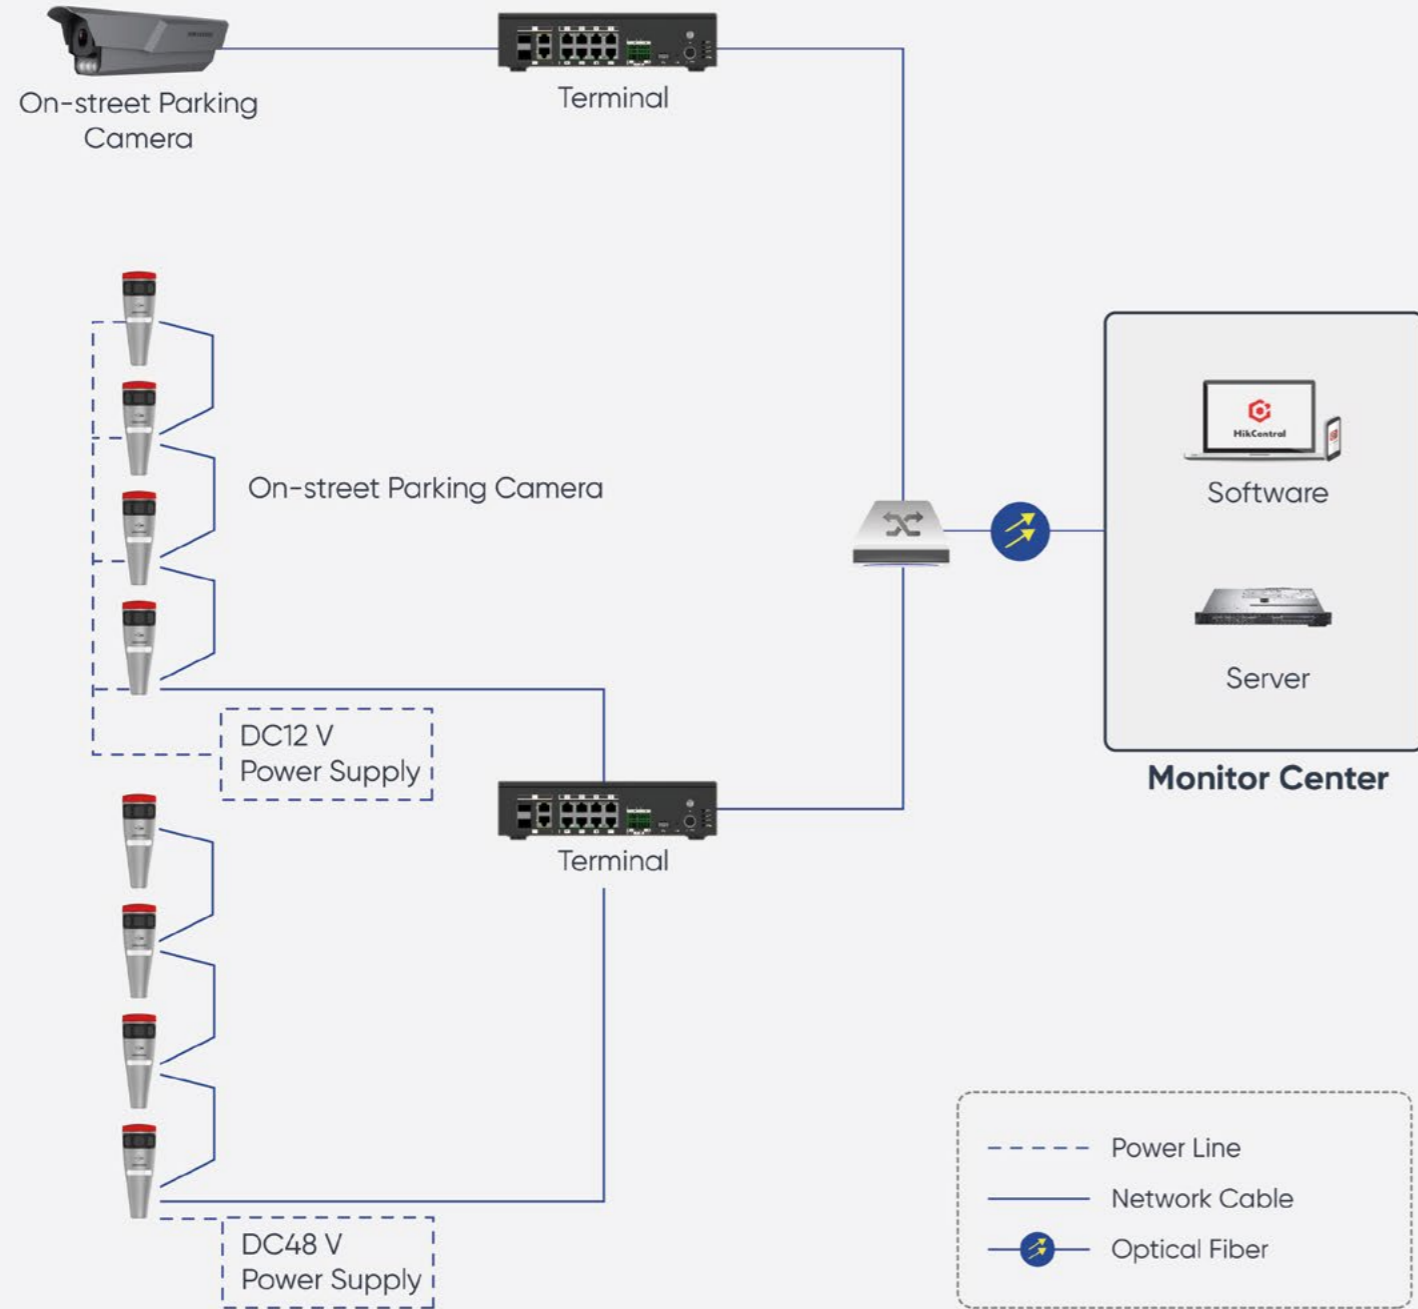 On-street Parking
Camera
Terminal
On-street Parking Camera
HikCentral
Software
Server
Monitor Center
DC12 V
Power Supply
Terminal
DC48 V
Power Supply
Power Line
Network Cable
Optical Fiber